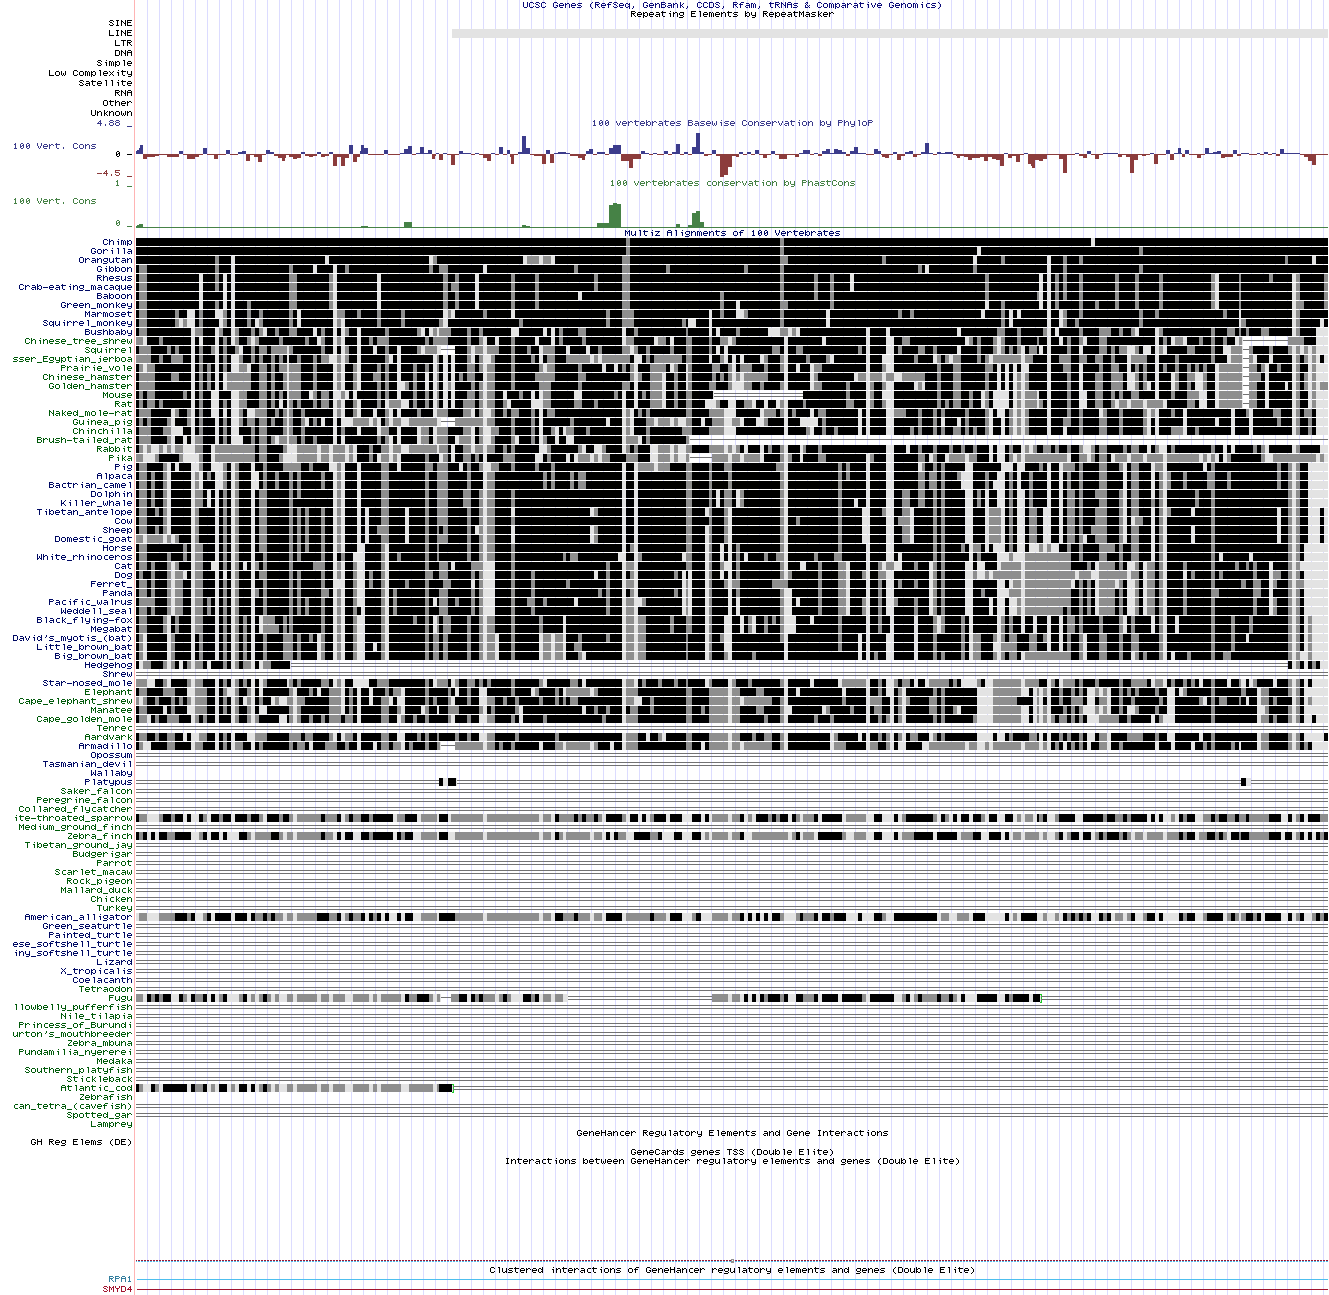 UCSC Genes (RefSeq, GenBank, CCDS, Rfam, tRNAs & Comparative Genomics)
Repeating Elements by RepeatMasker
SINE
LINE
LTR
DNA
Simple
Low Complexity
Satellite
RNA
Other
Unknown
4.88 _
100 vertebrates Basewise Conservation by PhyloP
100 Vert. Cons
0 -
-4.5 _
1 _
100 vertebrates conservation by PhastCons
100 Vert. Cons
0 _
Multiz Alignments of 100 Vertebrates
Chimp
Gorilla
Orangutan
Gibbon
Rhesus
Crab-eating_macaque
Baboon
Green_monkey
Marmoset
Squirrel_monkey
Bushbaby
Chinese_tree_shrew
Squirrel
sser_Egyptian_jerboa
Prairie_vole
Chinese_hamster
Golden_hamster
Mouse
Rat
Naked_mole-rat
Guinea_pig
Chinchilla
Brush-tailed_rat
Rabbit
Pika
Pig
Alpaca
Bactrian_camel
Dolphin
Killer_whale
Tibetan_antelope
Cow
Sheep
Domestic_goat
Horse
White_rhinoceros
Cat
Dog
Ferret_
Panda
Pacific_walrus
Weddell_seal
Black_flying-fox
Megabat
David's_myotis_(bat)
Little_brown_bat
Big_brown_bat
Hedgehog
Shrew
Star-nosed_mole
Elephant
Cape_elephant_shrew
Manatee
Cape_golden_mole
Tenrec
Aardvark
Armadillo
Opossum
Tasmanian_devil
Wallaby
Platypus
Saker_falcon
Peregrine_falcon
Collared_flycatcher
ite-throated_sparrow
Medium_ground_finch
Zebra_finch
Tibetan_ground_jay
Budgerigar
Parrot
Scarlet_macaw
Rock_pigeon
Mallard_duck
Chicken
Turkey
American_alligator
Green_seaturtle
Painted_turtle
ese_softshell_turtle
iny_softshell_turtle
Lizard
X_tropicalis
Coelacanth
Tetraodon
Fugu
llowbelly_pufferfish
Nile_tilapia
Princess_of_Burundi
urton's_mouthbreeder
Zebra_mbuna
Pundamilia_nyererei
Medaka
Southern_platyfish
Stickleback
Atlantic_cod
Zebrafish
can_tetra_(cavefish)
Spotted_gar
Lamprey
GeneHancer Regulatory Elements and Gene Interactions
GH Reg Elems (DE)
GeneCards genes TSS (Double Elite)
Interactions between GeneHancer regulatory elements and genes (Double Elite)
Clustered interactions of GeneHancer regulatory elements and genes (Double Elite)
RPA1
SMYD4